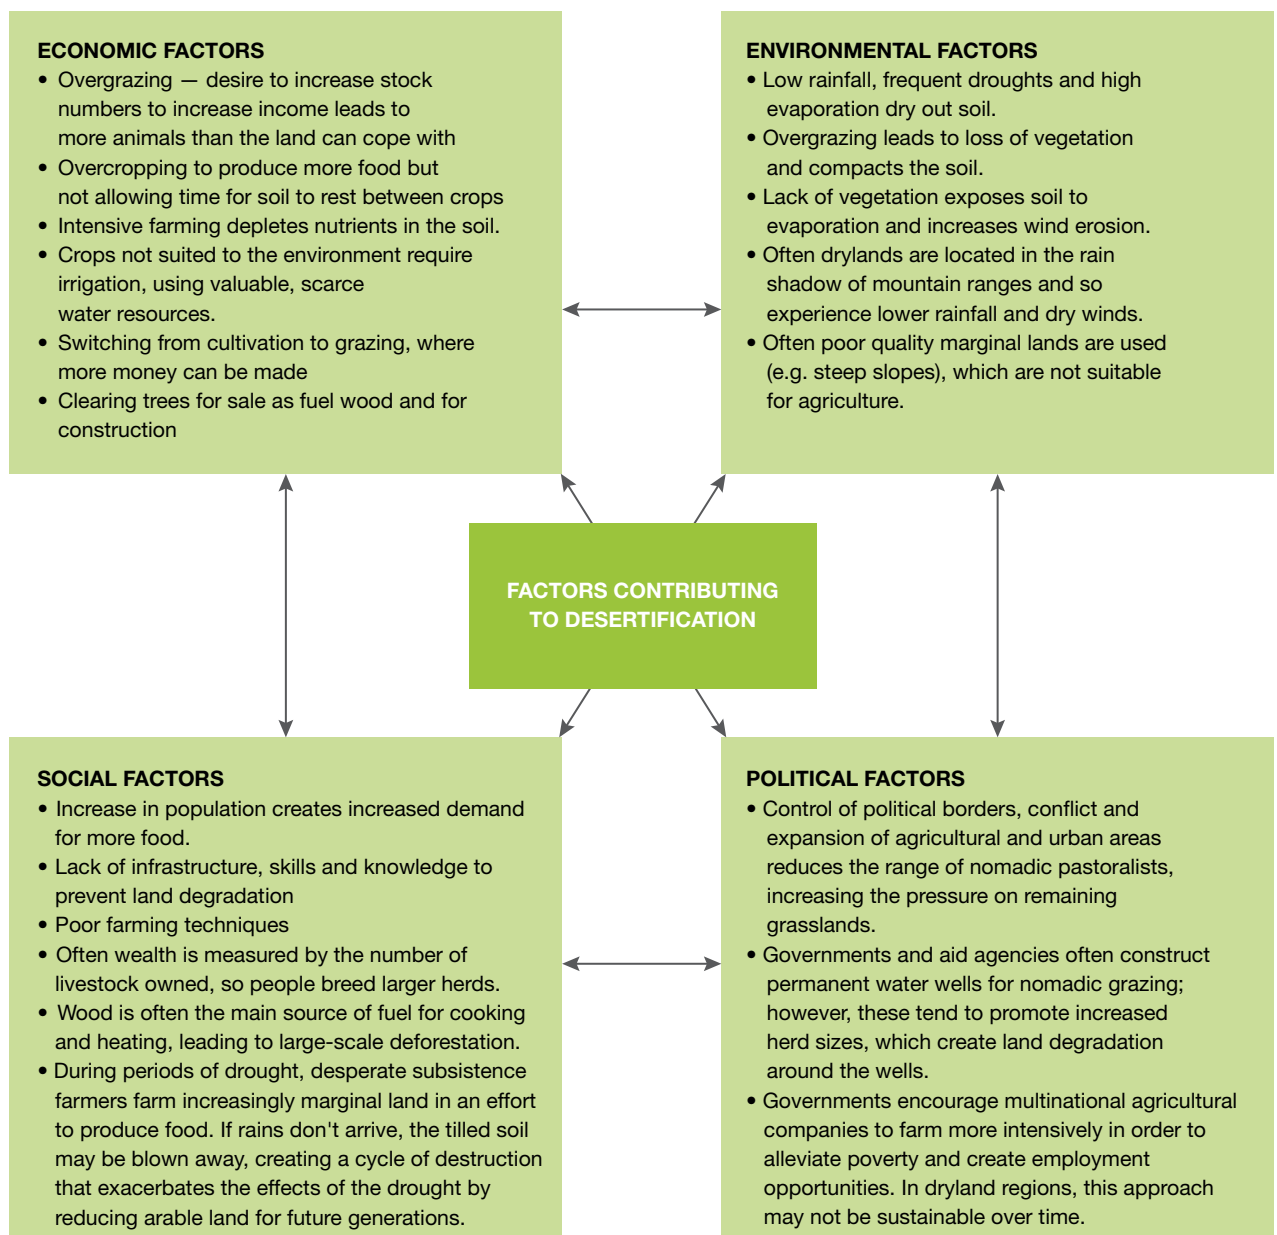 ECONOMIC FACTORS
• Overgrazing — desire to increase stock
numbers to increase income leads to
more animals than the land can cope with
• Overcropping to produce more food but
not allowing time for soil to rest between crops
• Intensive farming depletes nutrients in the soil.
• Crops not suited to the environment require
irrigation, using valuable, scarce
water resources.
• Switching from cultivation to grazing, where
more money can be made
• Clearing trees for sale as fuel wood and for
construction
ENVIRONMENTAL FACTORS
• Low rainfall, frequent droughts and high
evaporation dry out soil.
• Overgrazing leads to loss of vegetation
and compacts the soil.
• Lack of vegetation exposes soil to
evaporation and increases wind erosion.
• Often drylands are located in the rain
shadow of mountain ranges and so
experience lower rainfall and dry winds.
• Often poor quality marginal lands are used
(e.g. steep slopes), which are not suitable
for agriculture.
FACTORS CONTRIBUTING
TO DESERTIFICATION
SOCIAL FACTORS
• Increase in population creates increased demand
for more food.
• Lack of infrastructure, skills and knowledge to
prevent land degradation
• Poor farming techniques
• Often wealth is measured by the number of
livestock owned, so people breed larger herds.
• Wood is often the main source of fuel for cooking
and heating, leading to large-scale deforestation.
• During periods of drought, desperate subsistence
farmers farm increasingly marginal land in an effort
to produce food. If rains don't arrive, the tilled soil
may be blown away, creating a cycle of destruction
that exacerbates the effects of the drought by
reducing arable land for future generations.
POLITICAL FACTORS
• Control of political borders, conflict and
expansion of agricultural and urban areas
reduces the range of nomadic pastoralists,
increasing the pressure on remaining
grasslands.
• Governments and aid agencies often construct
permanent water wells for nomadic grazing;
however, these tend to promote increased
herd sizes, which create land degradation
around the wells.
• Governments encourage multinational agricultural
companies to farm more intensively in order to
alleviate poverty and create employment
opportunities. In dryland regions, this approach
may not be sustainable over time.